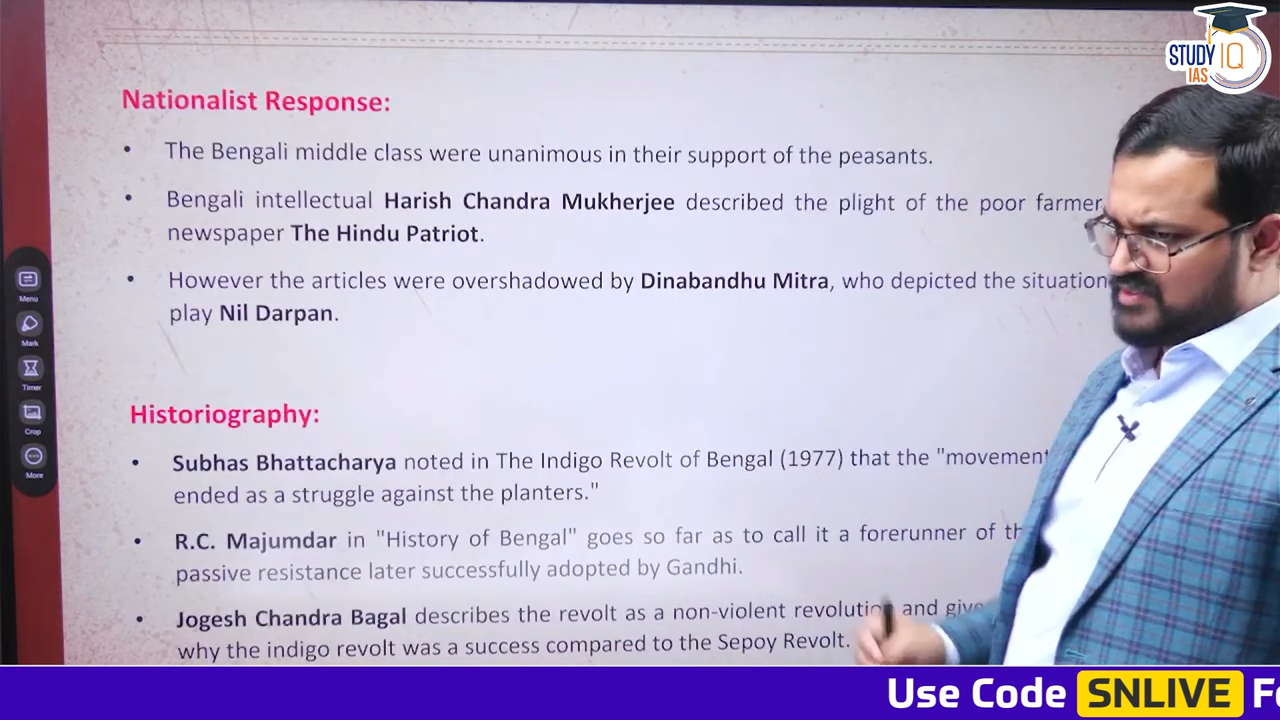 STUDY IQ
IAS
Nationalist Response:
• The Bengali middle class were unanimous in their support of the peasants.
• Bengali intellectual Harish Chandra Mukherjee described the plight of the poor farmer
newspaper The Hindu Patriot.
• However the articles were overshadowed by Dinabandhu Mitra, who depicted the situation
play Nil Darpan.
Menu
Mark
Timer
Crop
More
Historiography:
• Subhas Bhattacharya noted in The Indigo Revolt of Bengal (1977) that the "movement
ended as a struggle against the planters."
• R.C. Majumdar in "History of Bengal" goes so far as to call it a forerunner of
passive resistance later successfully adopted by Gandhi.
• Jogesh Chandra Bagal describes the revolt as a non-violent revolution and
why the indigo revolt was a success compared to the Sepoy Revolt.
Use Code SNLIVE